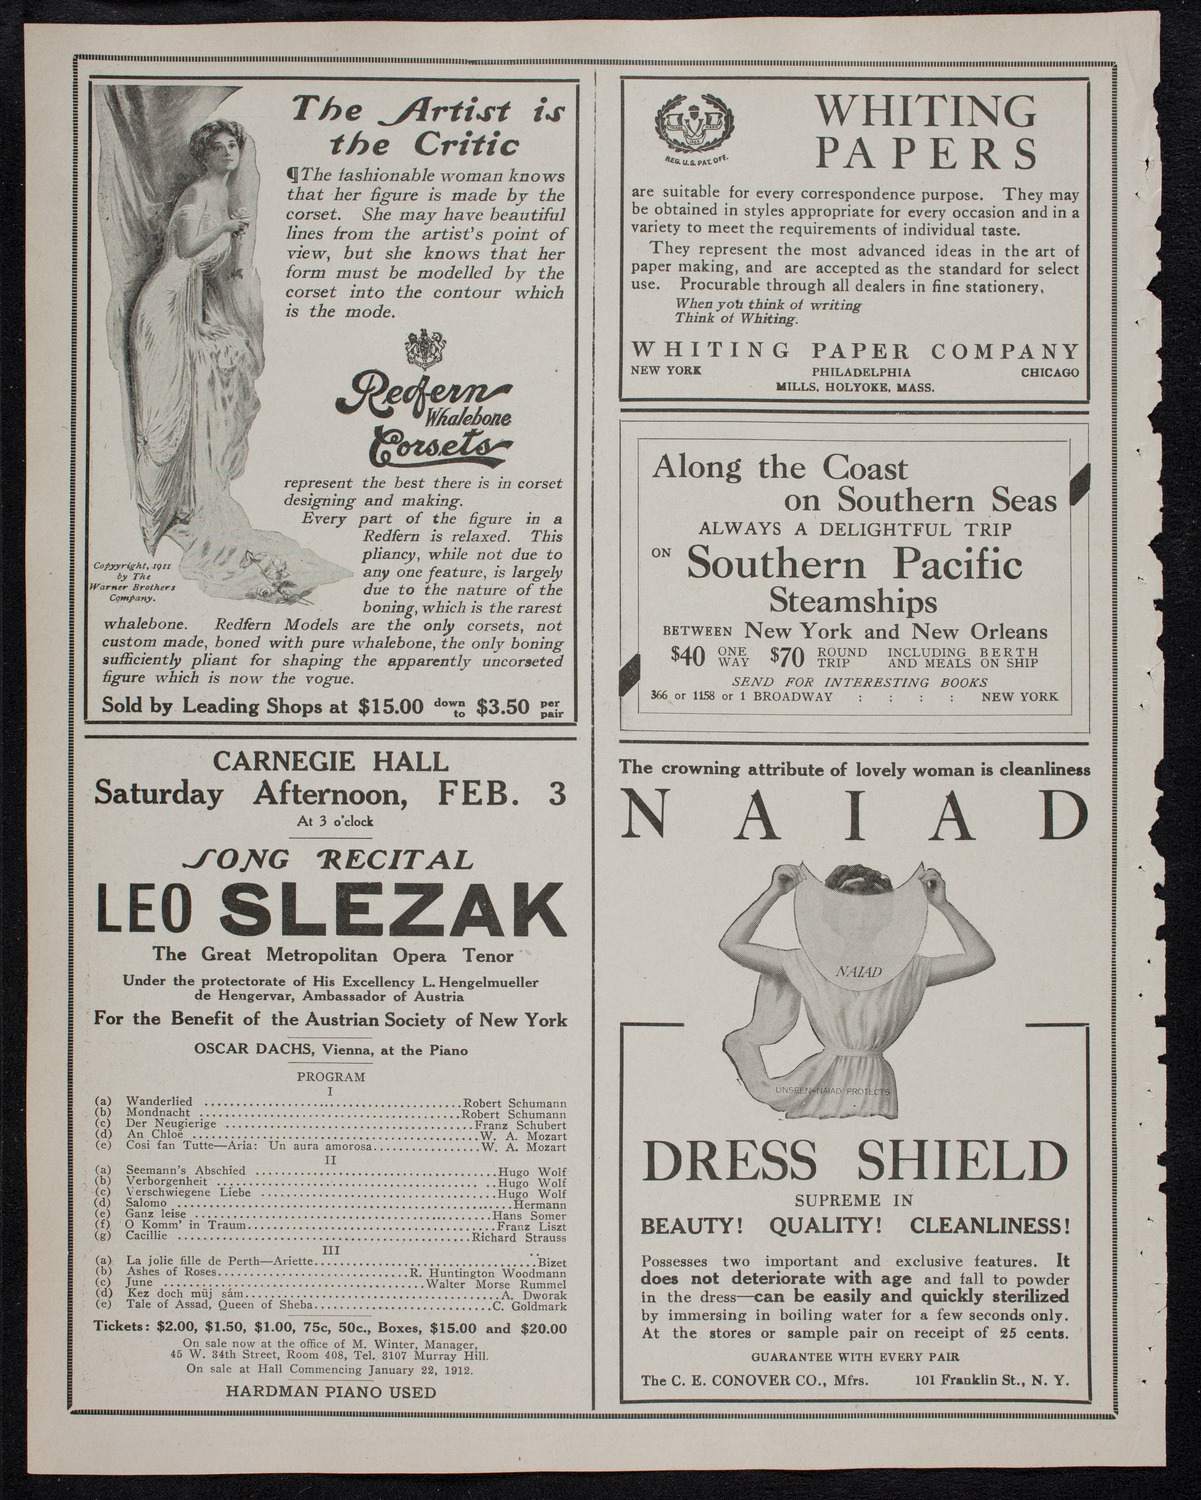 The Artist is
the Critic
¶The fashionable woman knows
that her figure is made by the
corset. She may have beautiful
lines from the artist's point of
view, but she knows that her
form must be modelled by the
corset into the contour which
is the mode.
Redfern
Whalebone
Corsets
represent the best there is in corset
designing and making.
Every part of the figure in a
Redfern is relaxed. This
pliancy, while not due to
any one feature, is largely
due to the nature of the
boning, which is the rarest
Copyyright, 1911
by The
Warner Brothers
Company.
whalebone. Redfern Models are the only corsets, not
custom made, boned with pure whalebone, the only boning
sufficiently pliant for shaping the apparently uncorseted
figure which is now the vogue.
Sold by Leading Shops at $15.00 down to $3.50 per pair
CARNEGIE HALL
Saturday Afternoon, FEB. 3
At 3 o'clock
SONG RECITAL
LEO SLEZAK
The Great Metropolitan Opera Tenor
Under the protectorate of His Excellency L. Hengelmueller
de Hengervar, Ambassador of Austria
For the Benefit of the Austrian Society of New York
OSCAR DACHS, Vienna, at the Piano
PROGRAM
I
(a) Wanderlied ........ Robert Schumann
(b) Mondnacht ........ Robert Schumann
(c) Der Neugierige ........ Franz Schubert
(d) An Chloe ........ W. A. Mozart
(e) Cosi fan Tutte—Aria: Un aura amorosa ........ W. A. Mozart
II
(a) Seemann's Abschied ........ Hugo Wolf
(b) Verborgenheit ........ Hugo Wolf
(c) Verschwiegene Liebe ........ Hugo Wolf
(d) Salomo ........ Hermann
(e) Ganz leise ........ Hans Somer
(f) O Komm' in Traum ........ Franz Liszt
(g) Cacillie ........ Richard Strauss
III
(a) La jolie fille de Perth—Ariette ........ Bizet
(b) Ashes of Roses ........ R. Huntington Woodmann
(c) June ........ Walter Morse Rummel
(d) Kez doch müj sám ........ A. Dworak
(e) Tale of Assad, Queen of Sheba ........ C. Goldmark
Tickets: $2.00, $1.50, $1.00, 75c, 50c., Boxes, $15.00 and $20.00
On sale now at the office of M. Winter, Manager,
45 W. 34th Street, Room 408, Tel. 3107 Murray Hill.
On sale at Hall Commencing January 22, 1912.
HARDMAN PIANO USED
REG. U.S. PAT. OFF.
WHITING
PAPERS
are suitable for every correspondence purpose. They may
be obtained in styles appropriate for every occasion and in a
variety to meet the requirements of individual taste.
They represent the most advanced ideas in the art of
paper making, and are accepted as the standard for select
use. Procurable through all dealers in fine stationery,
When you think of writing
Think of Whiting.
WHITING PAPER COMPANY
NEW YORK PHILADELPHIA CHICAGO
MILLS, HOLYOKE, MASS.
Along the Coast
on Southern Seas
ALWAYS A DELIGHTFUL TRIP
ON Southern Pacific
Steamships
BETWEEN New York and New Orleans
$40 ONE WAY $70 ROUND TRIP INCLUDING BERTH AND MEALS ON SHIP
SEND FOR INTERESTING BOOKS
366 or 1158 or 1 BROADWAY : : : : NEW YORK
The crowning attribute of lovely woman is cleanliness
NAIAD
NAIAD
UNSEEN—NAIAD PROTECTS
DRESS SHIELD
SUPREME IN
BEAUTY! QUALITY! CLEANLINESS!
Possesses two important and exclusive features. It
does not deteriorate with age and fall to powder
in the dress—can be easily and quickly sterilized
by immersing in boiling water for a few seconds only.
At the stores or sample pair on receipt of 25 cents.
GUARANTEE WITH EVERY PAIR
The C. E. CONOVER CO., Mfrs. 101 Franklin St., N. Y.